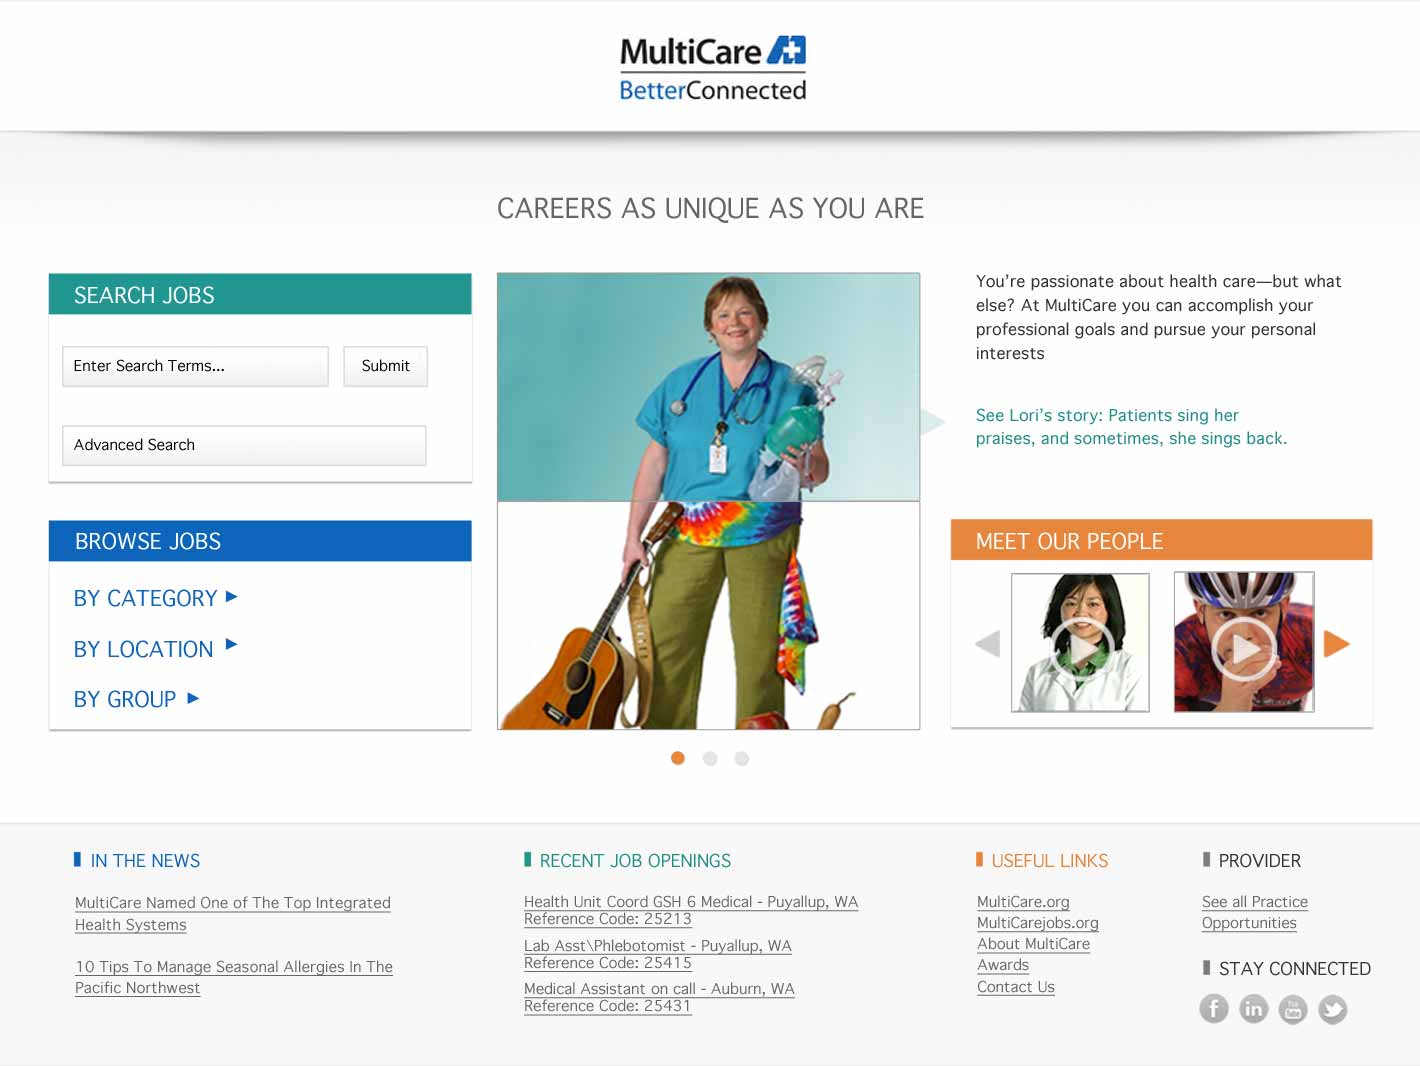 MultiCare
BetterConnected
CAREERS AS UNIQUE AS YOU ARE
SEARCH JOBS
Enter Search Terms...
Submit
Advanced Search
BROWSE JOBS
BY CATEGORY
BY LOCATION
BY GROUP
You’re passionate about health care—but what
else? At MultiCare you can accomplish your
professional goals and pursue your personal
interests
See Lori’s story: Patients sing her
praises, and sometimes, she sings back.
MEET OUR PEOPLE
IN THE NEWS
MultiCare Named One of The Top Integrated
Health Systems
10 Tips To Manage Seasonal Allergies In The
Pacific Northwest
RECENT JOB OPENINGS
Health Unit Coord GSH 6 Medical - Puyallup, WA
Reference Code: 25213
Lab Asst\Phlebotomist - Puyallup, WA
Reference Code: 25415
Medical Assistant on call - Auburn, WA
Reference Code: 25431
USEFUL LINKS
MultiCare.org
MultiCarejobs.org
About MultiCare
Awards
Contact Us
PROVIDER
See all Practice
Opportunities
STAY CONNECTED
f in You Tube